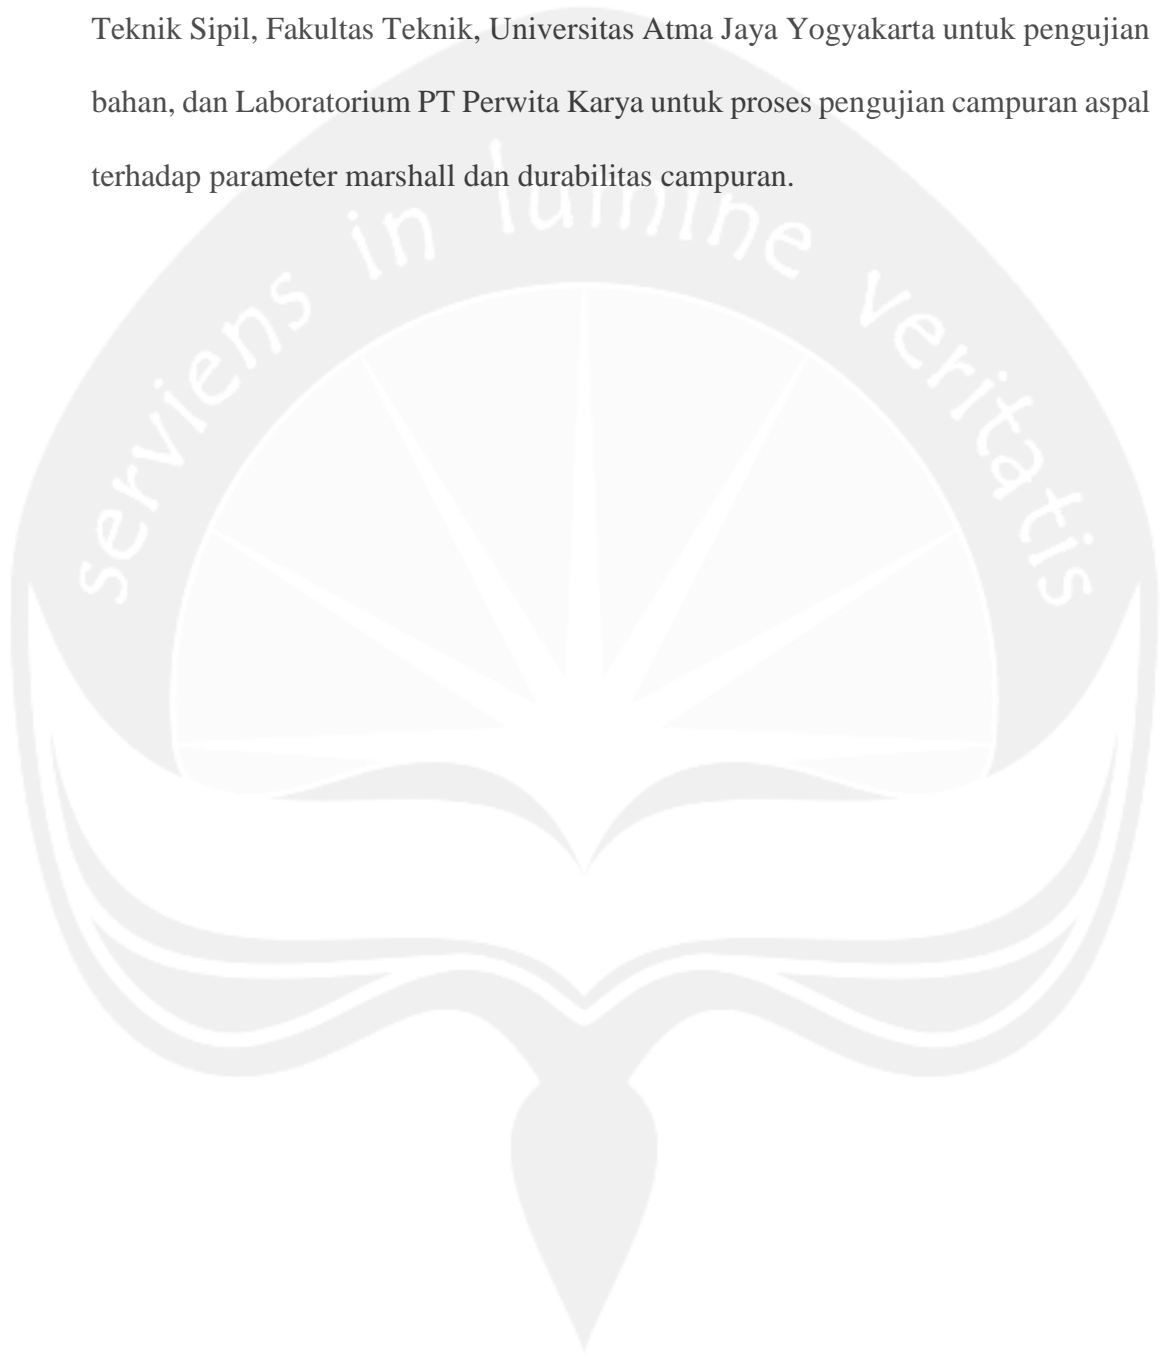 Teknik Sipil, Fakultas Teknik, Universitas Atma Jaya Yogyakarta untuk pengujian
bahan, dan Laboratorium PT Perwita Karya untuk proses pengujian campuran aspal
terhadap parameter marshall dan durabilitas campuran.
serviens in lumine veritatis